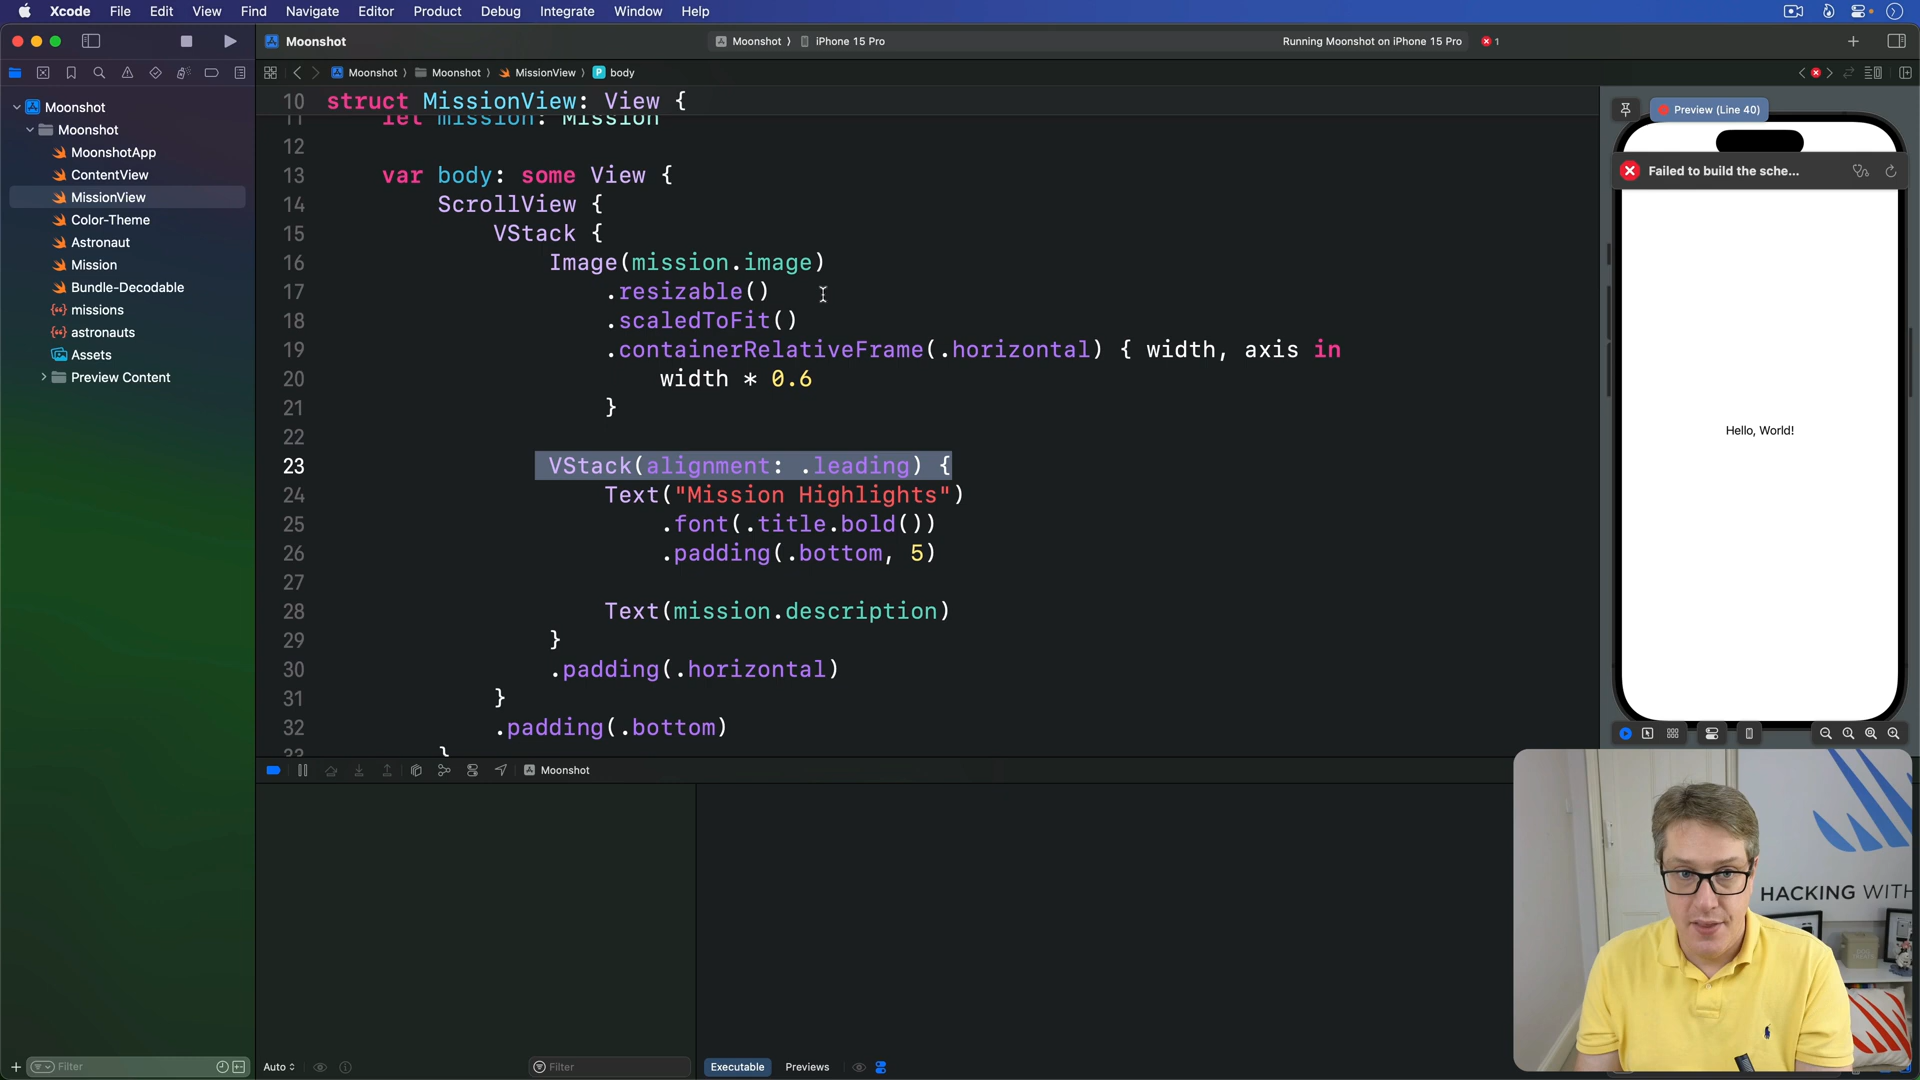 Xcode File Edit View Find Navigate Editor Product Debug Integrate Window Help
Moonshot
Moonshot
iPhone 15 Pro
Running Moonshot on iPhone 15 Pro
1
Moonshot
Moonshot
MissionView
body
Moonshot
Moonshot
MoonshotApp
ContentView
MissionView
Color-Theme
Astronaut
Mission
Bundle-Decodable
missions
astronauts
Assets
Preview Content
10 struct MissionView: View {
11 let mission: Mission
12
13 var body: some View {
14 ScrollView {
15 VStack {
16 Image(mission.image)
17 .resizable()
18 .scaledToFit()
19 .containerRelativeFrame(.horizontal) { width, axis in
20 width * 0.6
21 }
22
23 VStack(alignment: .leading) {
24 Text("Mission Highlights")
25 .font(.title.bold())
26 .padding(.bottom, 5)
27
28 Text(mission.description)
29 }
30 .padding(.horizontal)
31 }
32 .padding(.bottom)
33 }
Preview (Line 40)
Failed to build the sche...
Hello, World!
Moonshot
HACKING WITH
Filter
Auto
Filter
Executable
Previews